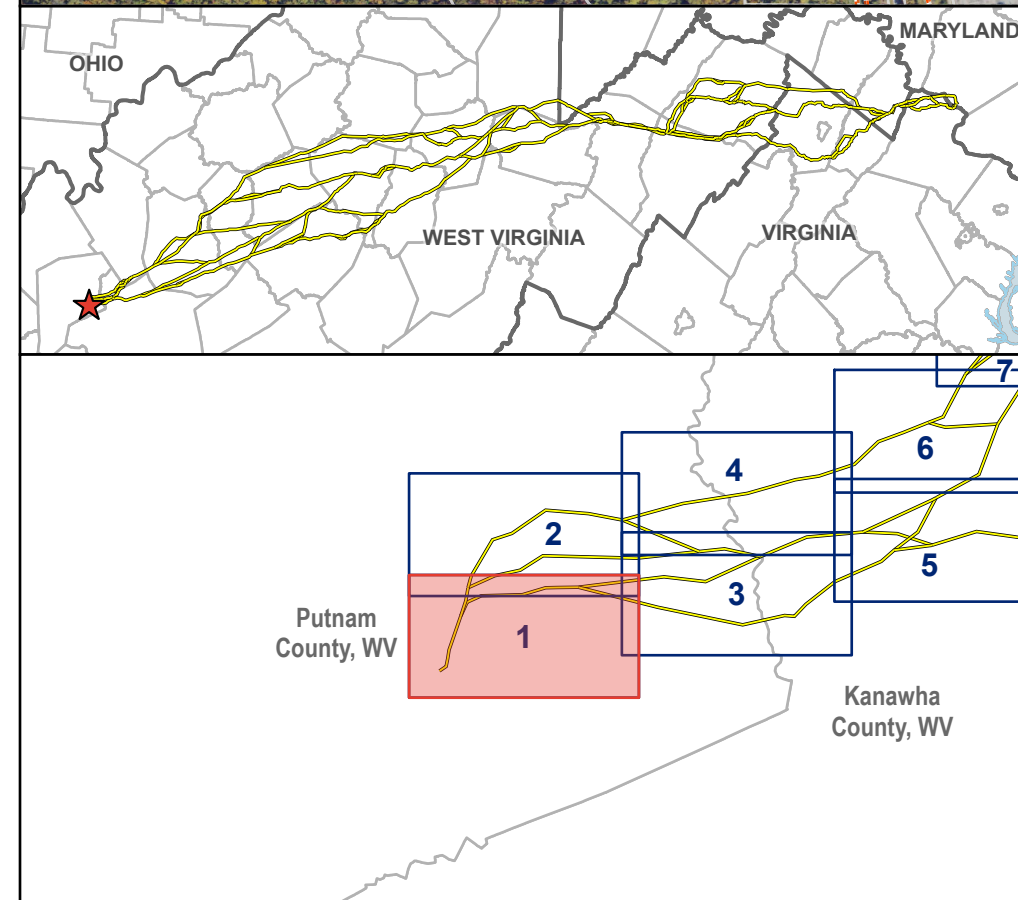 MARYLAND
OHIO
WEST VIRGINIA
VIRGINIA
7
6
4
2
5
3
1
Putnam
County, WV
Kanawha
County, WV